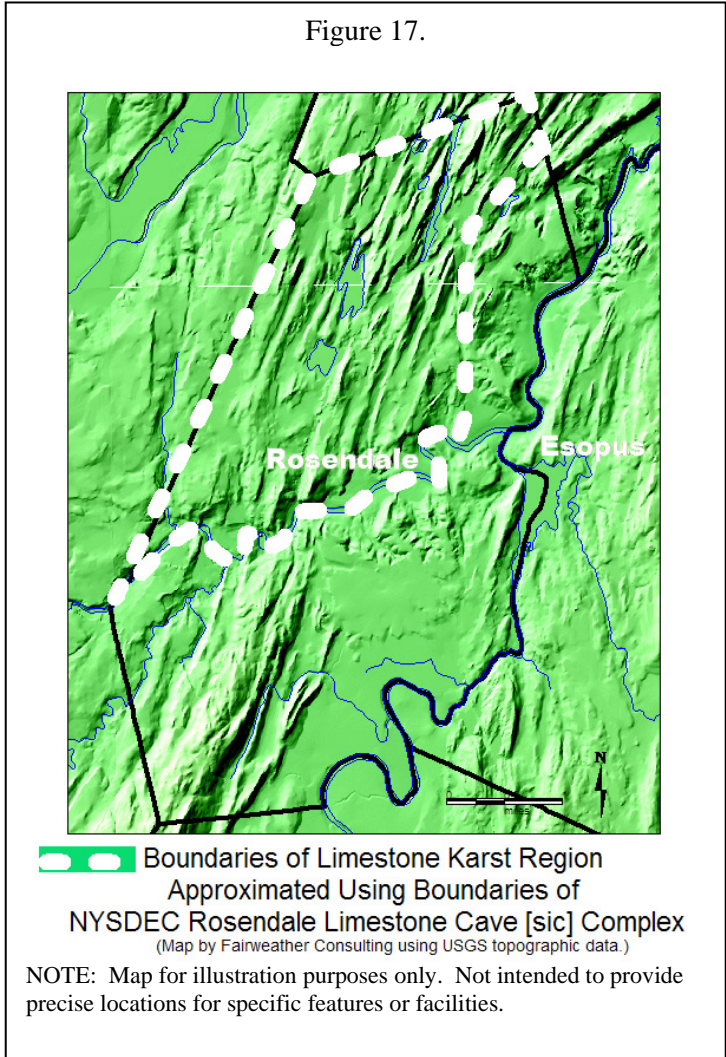 Figure 17.
Rosendale
Esopus
N
miles
Boundaries of Limestone Karst Region
Approximated Using Boundaries of
NYSDEC Rosendale Limestone Cave [sic] Complex
(Map by Fairweather Consulting using USGS topographic data.)
NOTE:  Map for illustration purposes only.  Not intended to provide
precise locations for specific features or facilities.